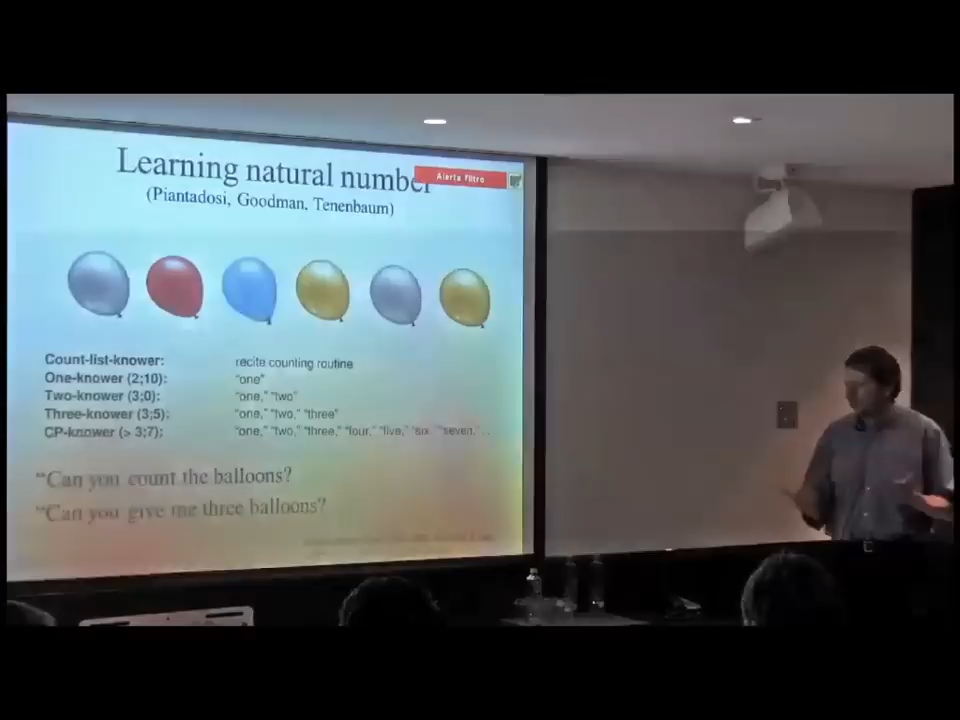 Learning natural number
Alerta Filtro
(Piantadosi, Goodman, Tenenbaum)
Count-list-knower: recite counting routine
One-knower (2;10): "one"
Two-knower (3;0): "one," "two"
Three-knower (3;5): "one," "two," "three"
CP-knower (> 3;7): "one," "two," "three," "four," "five," "six," "seven," ...
"Can you count the balloons?
"Can you give me three balloons?